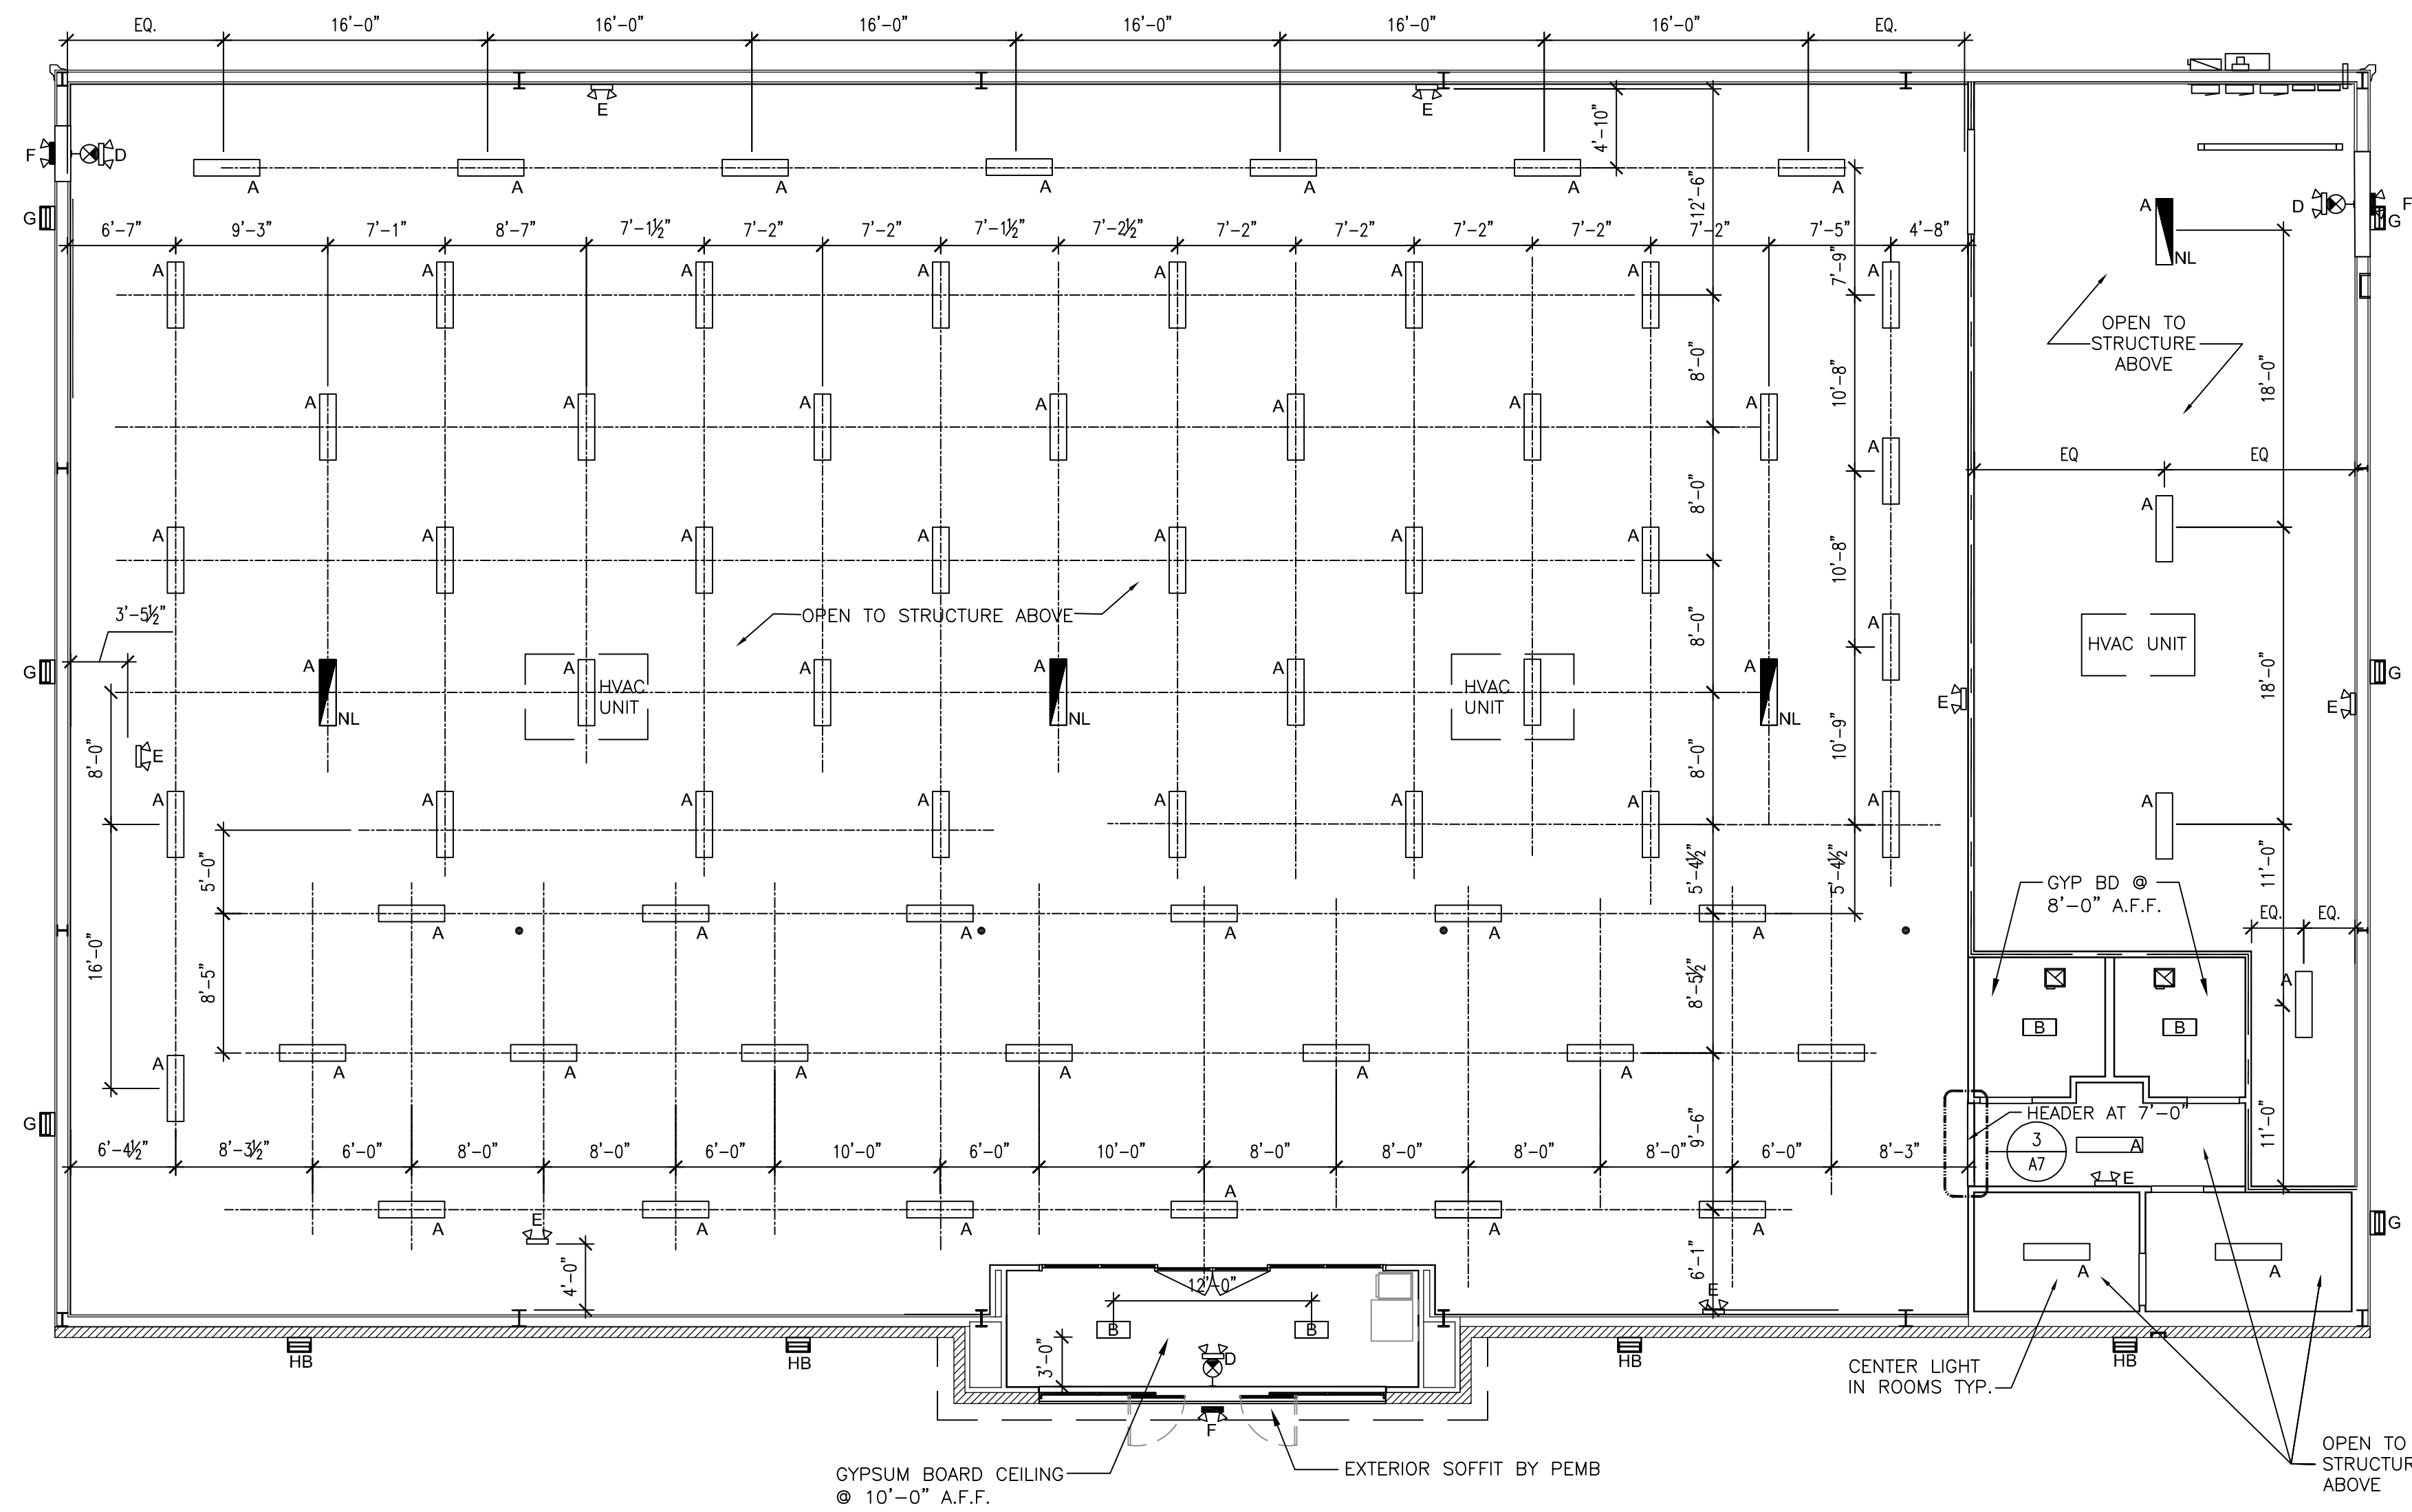 EQ. 16'-0" 16'-0" 16'-0" 16'-0" 16'-0" 16'-0" EQ.
E E
4'-10"
F D
A A A A A A A
12'-6"
G
A
D F
G
6'-7" 9'-3" 7'-1" 8'-7" 7'-1½" 7'-2" 7'-1½" 7'-2½" 7'-2" 7'-2" 7'-2" 7'-2" 7'-2" 7'-5" 4'-8"
NL
7'-9"
A A A A A A A A
OPEN TO
STRUCTURE
ABOVE
8'-0" 10'-8" 18'-0"
A A A A A A A
A
EQ EQ
8'-0"
A
A A A A A A A
10'-8"
3'-5½"
OPEN TO STRUCTURE ABOVE
8'-0"
A
HVAC UNIT
G
A A A A A A
HVAC
UNIT
HVAC
UNIT
G
18'-0"
E E
NL NL NL
8'-0"
E
8'-0" 10'-9"
A A A A A A A A
A
5'-0" 5'-4½" 5'-4½" 11'-0"
GYP BD @
8'-0" A.F.F.
EQ. EQ.
A A A A A A
16'-0" 8'-5" 8'-5½"
A
B B
A
A A A A A A A
G
9'-6"
HEADER AT 7'-0"
11'-0"
3
A7
A
6'-4½" 8'-3½" 6'-0" 8'-0" 8'-0" 6'-0" 10'-0" 6'-0" 10'-0" 8'-0" 8'-0" 8'-0" 8'-0" 6'-0" 8'-3"
E
A
E
A A A A A
G
4'-0" 6'-1"
A A
12'-0"
E
B B
3'-0"
D
HB HB HB HB
CENTER LIGHT
IN ROOMS TYP.
F
GYPSUM BOARD CEILING
@ 10'-0" A.F.F.
EXTERIOR SOFFIT BY PEMB
OPEN TO
STRUCTUR
ABOVE